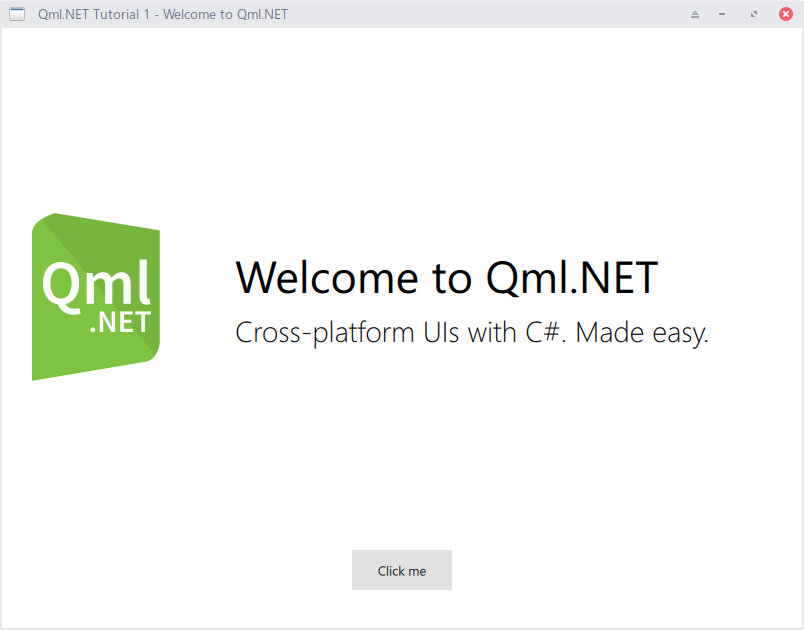 Qml.NET Tutorial 1 - Welcome to Qml.NET
Qml
.NET
Welcome to Qml.NET
Cross-platform UIs with C#. Made easy.
Click me